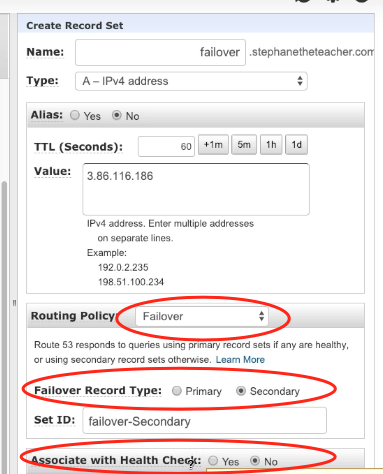 Create Record Set
Name: failover .stephanetheteacher.com
Type: A – IPv4 address
Alias: Yes No
TTL (Seconds): 60 +1m 5m 1h 1d
Value: 3.86.116.186
IPv4 address. Enter multiple addresses
on separate lines.
Example:
192.0.2.235
198.51.100.234
Routing Policy: Failover
Route 53 responds to queries using primary record sets if any are healthy,
or using secondary record sets otherwise. Learn More
Failover Record Type: Primary Secondary
Set ID: failover-Secondary
Associate with Health Check: Yes No